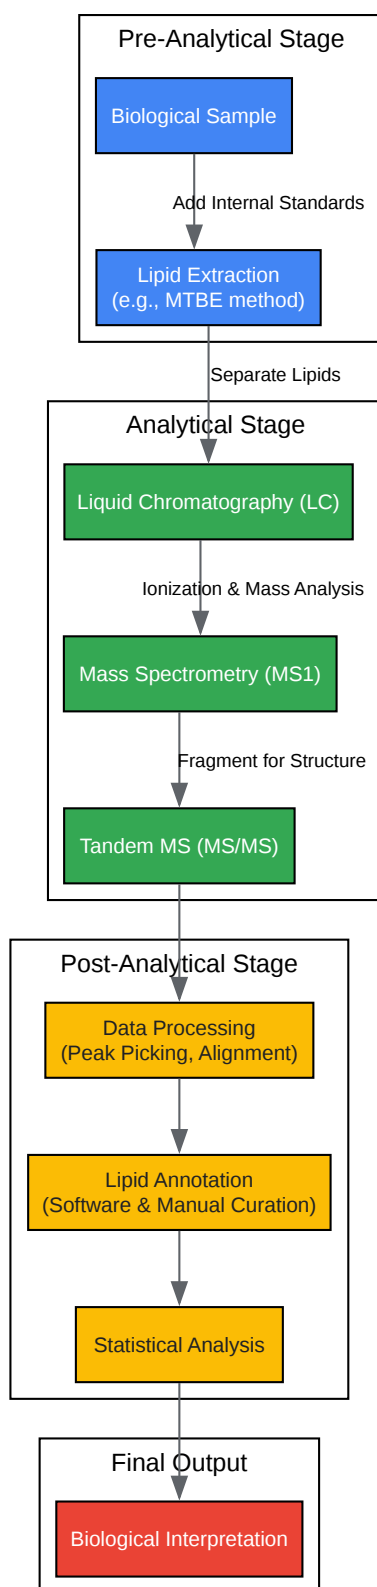 Pre-Analytical Stage
Biological Sample
Add Internal Standards
Lipid Extraction
(e.g., MTBE method)
Separate Lipids
Analytical Stage
Liquid Chromatography (LC)
Ionization & Mass Analysis
Mass Spectrometry (MS1)
Fragment for Structure
Tandem MS (MS/MS)
Post-Analytical Stage
Data Processing
(Peak Picking, Alignment)
Lipid Annotation
(Software & Manual Curation)
Statistical Analysis
Final Output
Biological Interpretation